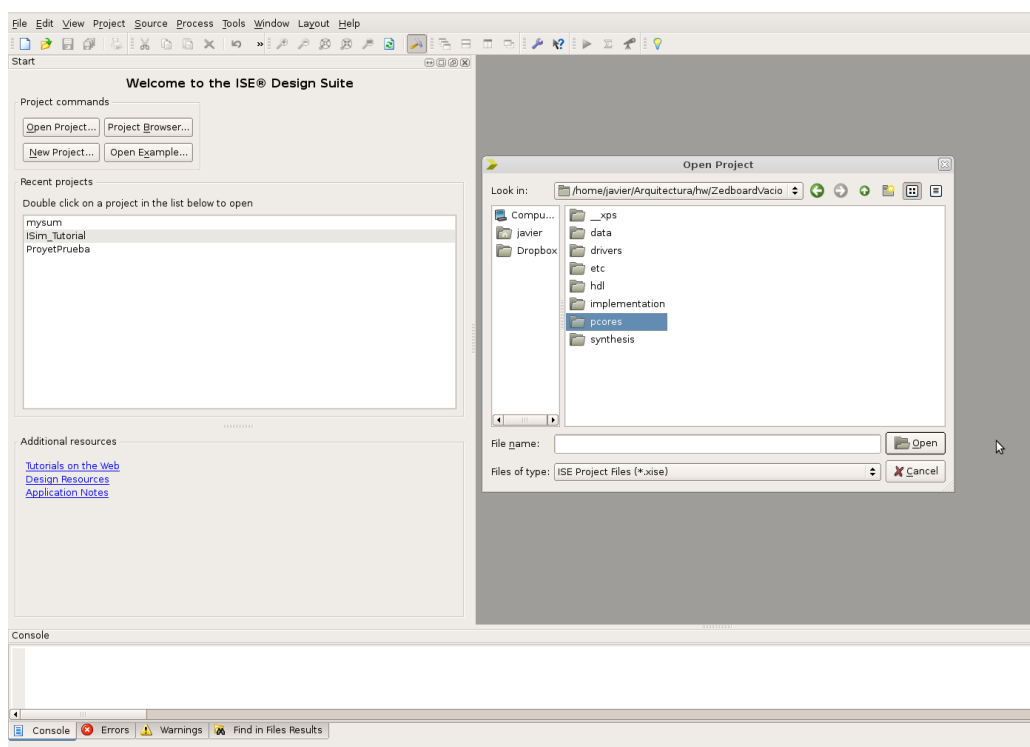 File Edit View Project Source Process Tools Window Layout Help
Start
Welcome to the ISE® Design Suite
Project commands
Open Project... Project Browser...
New Project... Open Example...
Recent projects
Double click on a project in the list below to open
mysum
ISim_Tutorial
ProyetPrueba
Additional resources
Tutorials on the Web
Design Resources
Application Notes
Open Project
Look in: /home/javier/Arquitectura/hw/ZedboardVacio
Compu...
javier
Dropbox
__xps
data
drivers
etc
hdl
implementation
pcores
synthesis
File name: Open
Files of type: ISE Project Files (*.xise) Cancel
Console
Console Errors Warnings Find in Files Results